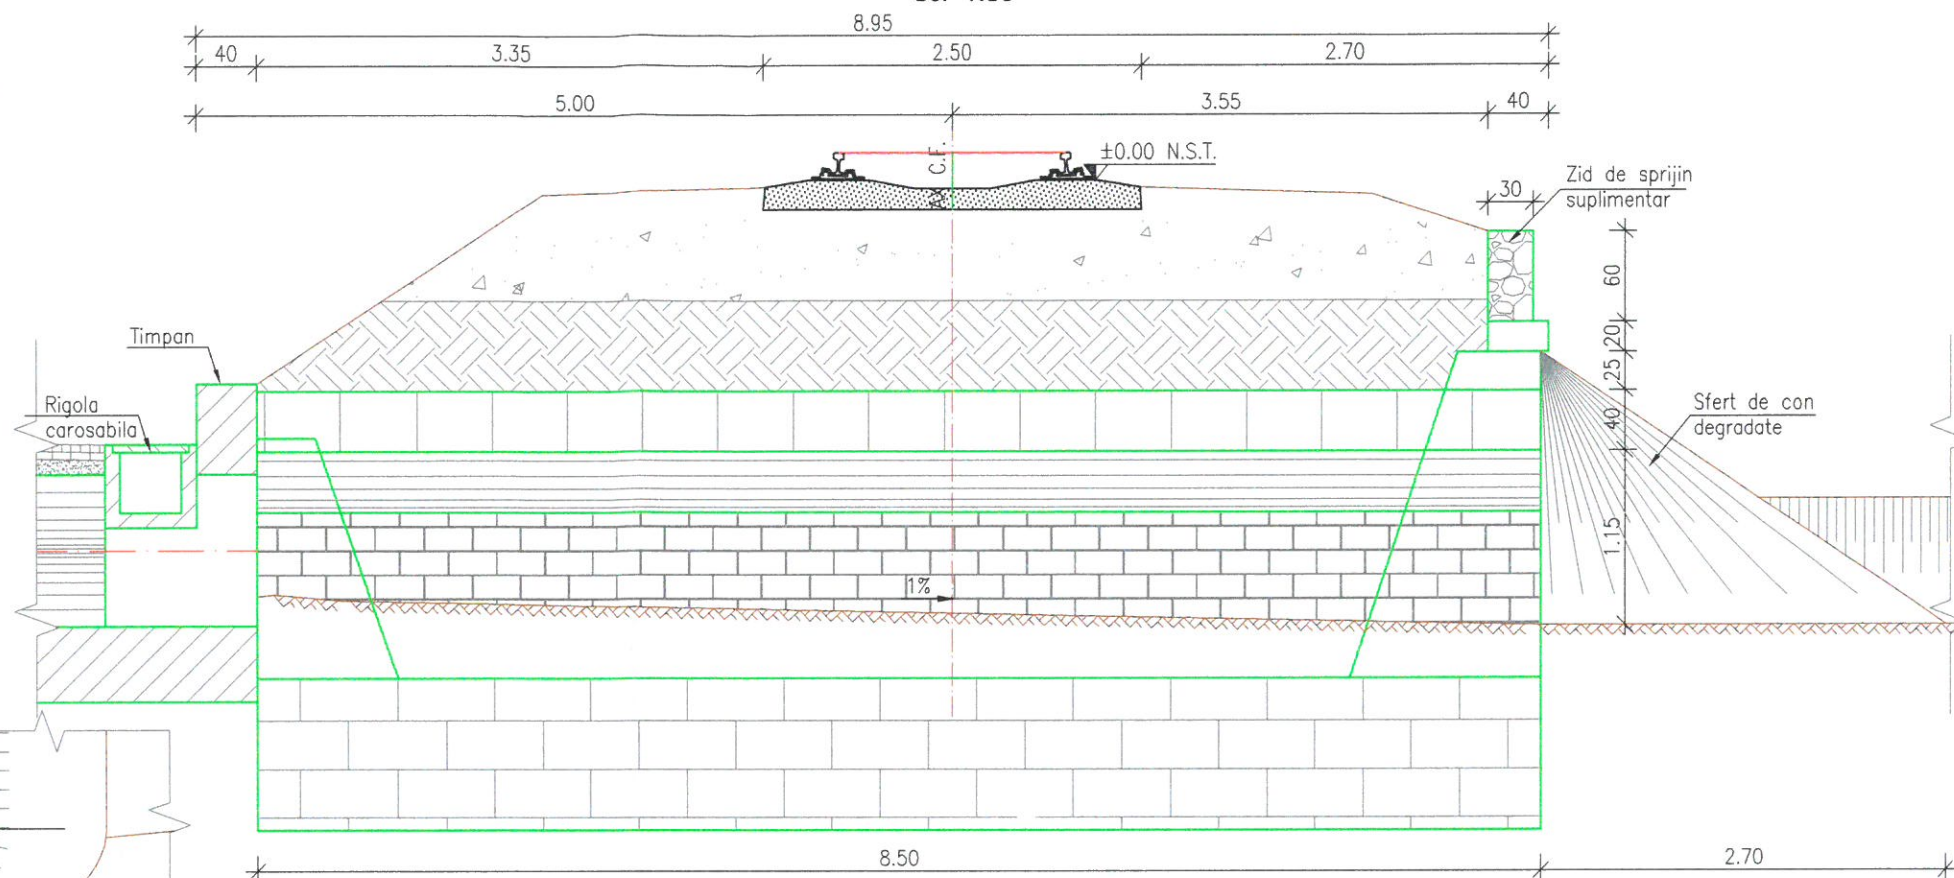 8.95
40 3.35 2.50 2.70
5.00 3.55 40
AX C.F.
±0.00 N.S.T.
Zid de sprijin
suplimentar
30
60
20
25
40
1.15
Timpan
Rigola
carosabila
Sfert de con
degradate
1%
8.50 2.70